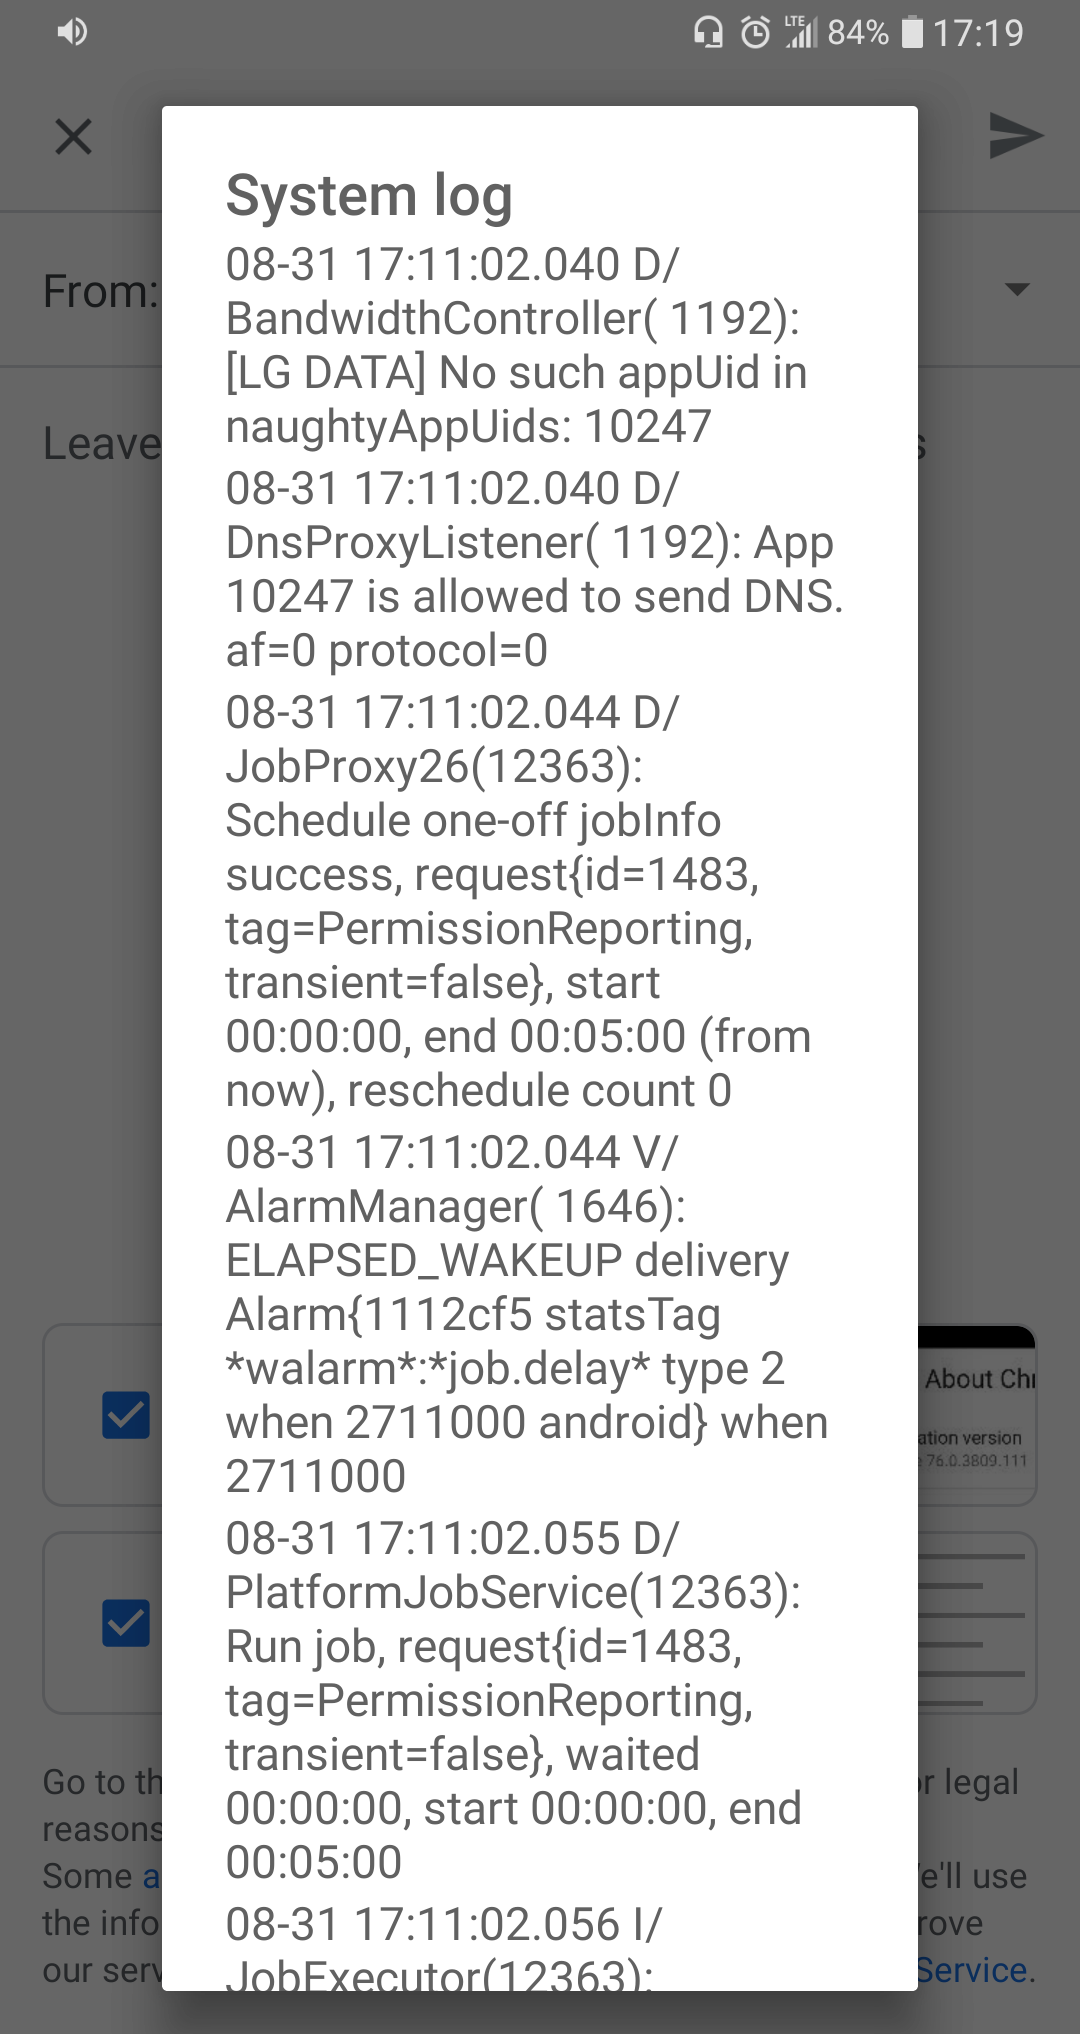 LTE 84% 17:19
System log
08-31 17:11:02.040 D/
BandwidthController( 1192):
[LG DATA] No such appUid in
naughtyAppUids: 10247
08-31 17:11:02.040 D/
DnsProxyListener( 1192): App
10247 is allowed to send DNS.
af=0 protocol=0
08-31 17:11:02.044 D/
JobProxy26(12363):
Schedule one-off jobInfo
success, request{id=1483,
tag=PermissionReporting,
transient=false}, start
00:00:00, end 00:05:00 (from
now), reschedule count 0
08-31 17:11:02.044 V/
AlarmManager( 1646):
ELAPSED_WAKEUP delivery
Alarm{1112cf5 statsTag
*walarm*:*job.delay* type 2
when 2711000 android} when
2711000
08-31 17:11:02.055 D/
PlatformJobService(12363):
Run job, request{id=1483,
tag=PermissionReporting,
transient=false}, waited
00:00:00, start 00:00:00, end
00:05:00
08-31 17:11:02.056 I/
JobExecutor(12363):
From:
Leave
About Chr
ation version
76.0.3809.111
Go to th r legal
reasons
Some a e'll use
the info rove
our serv Service.